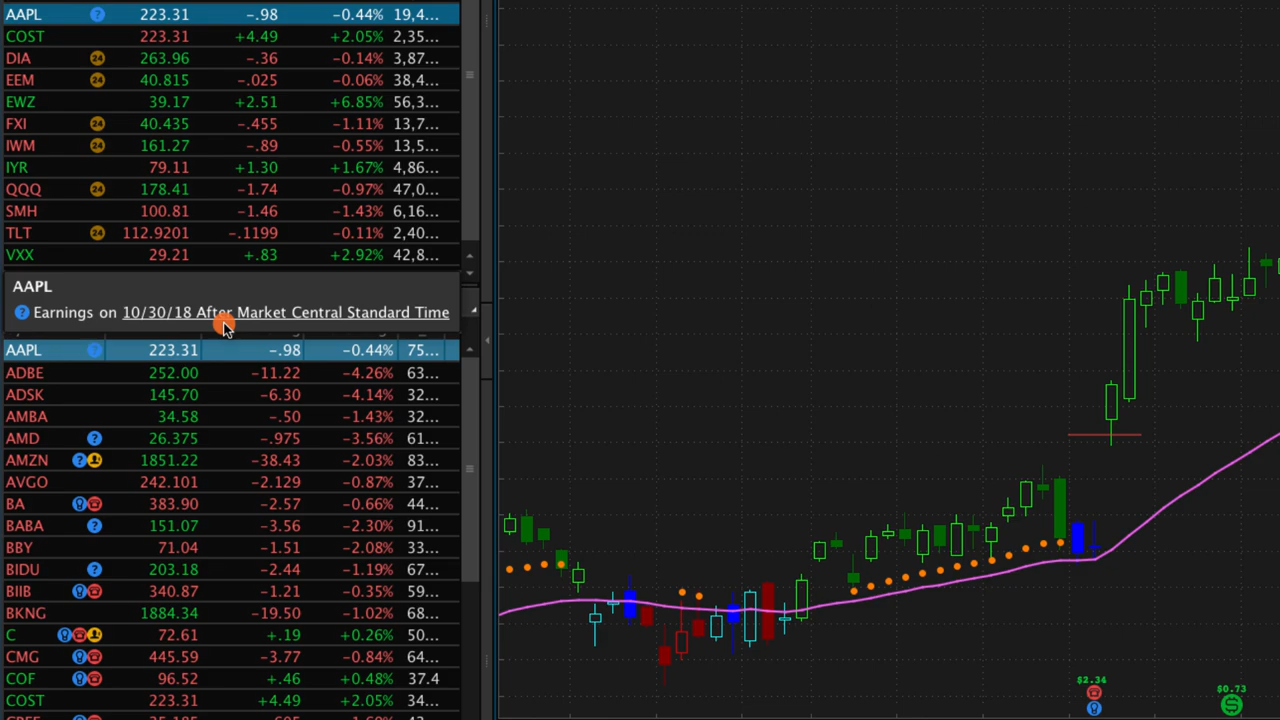 AAPL ? 223.31 -.98 -0.44% 19,4...
COST 223.31 +4.49 +2.05% 2,35...
DIA 24 263.96 -.36 -0.14% 3,87...
EEM 24 40.815 -.025 -0.06% 38,4...
EWZ 39.17 +2.51 +6.85% 56,3...
FXI 24 40.435 -.455 -1.11% 13,7...
IWM 24 161.27 -.89 -0.55% 13,5...
IYR 79.11 +1.30 +1.67% 4,86...
QQQ 24 178.41 -1.74 -0.97% 47,0...
SMH 100.81 -1.46 -1.43% 6,16...
TLT 24 112.9201 -.1199 -0.11% 2,40...
VXX 29.21 +.83 +2.92% 42,8...
AAPL
? Earnings on 10/30/18 After Market Central Standard Time
AAPL ? 223.31 -.98 -0.44% 75...
ADBE 252.00 -11.22 -4.26% 63...
ADSK 145.70 -6.30 -4.14% 32...
AMBA 34.58 -.50 -1.43% 32...
AMD ? 26.375 -.975 -3.56% 61...
AMZN ? 1851.22 -38.43 -2.03% 83...
AVGO 242.101 -2.129 -0.87% 37...
BA 383.90 -2.57 -0.66% 44...
BABA ? 151.07 -3.56 -2.30% 91...
BBY 71.04 -1.51 -2.08% 33...
BIDU ? 203.18 -2.44 -1.19% 67...
BIIB 340.87 -1.21 -0.35% 59...
BKNG 1884.34 -19.50 -1.02% 68...
C 72.61 +.19 +0.26% 50...
CMG 445.59 -3.77 -0.84% 64...
COF 96.52 +.46 +0.48% 37.4
COST 223.31 +4.49 +2.05% 34...
$2.34
$0.73
S